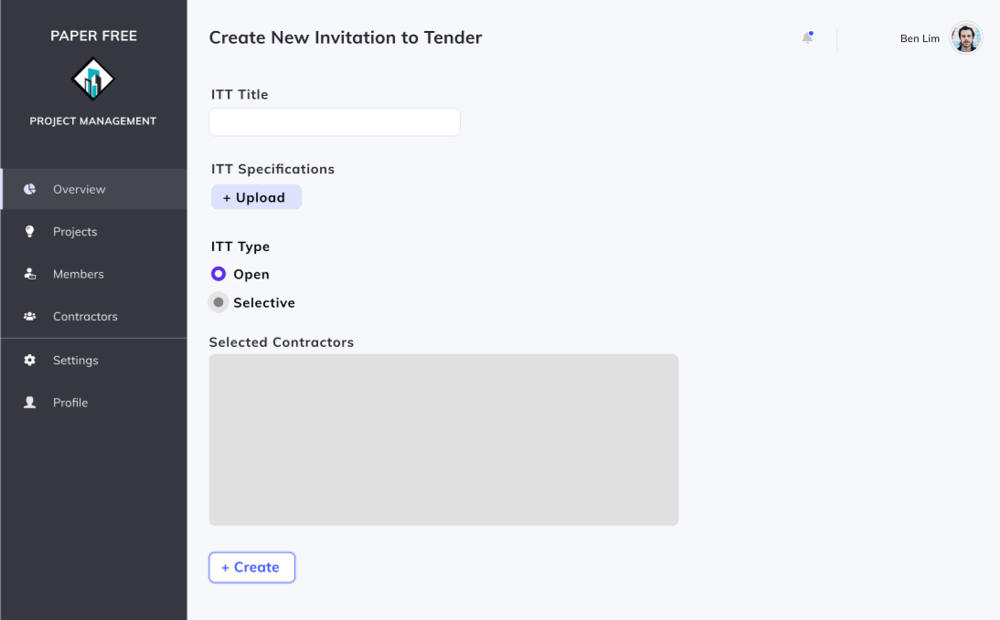 PAPER FREE
PROJECT MANAGEMENT
Overview
Projects
Members
Contractors
Settings
Profile
Create New Invitation to Tender
Ben Lim
ITT Title
ITT Specifications
+ Upload
ITT Type
Open
Selective
Selected Contractors
+ Create